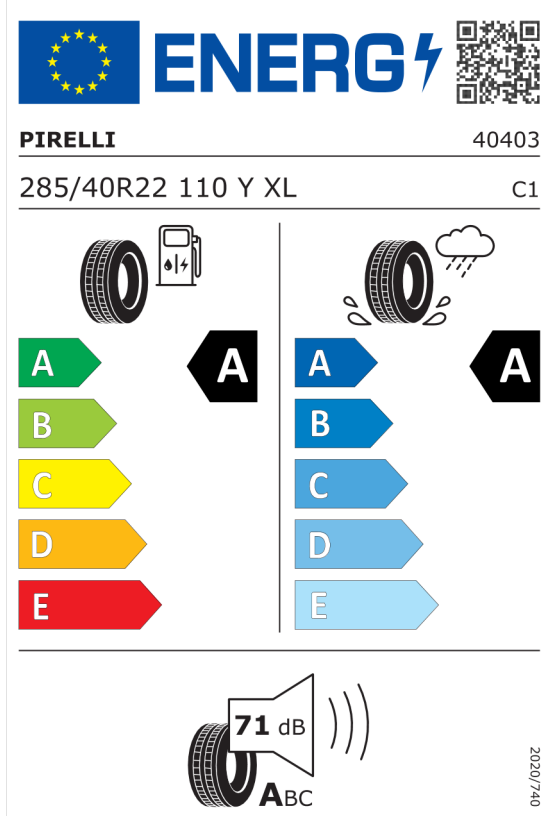 ENERG
PIRELLI 40403
285/40R22 110 Y XL C1
A A A A
B B
C C
D D
E E
71 dB
ABC
2020/740